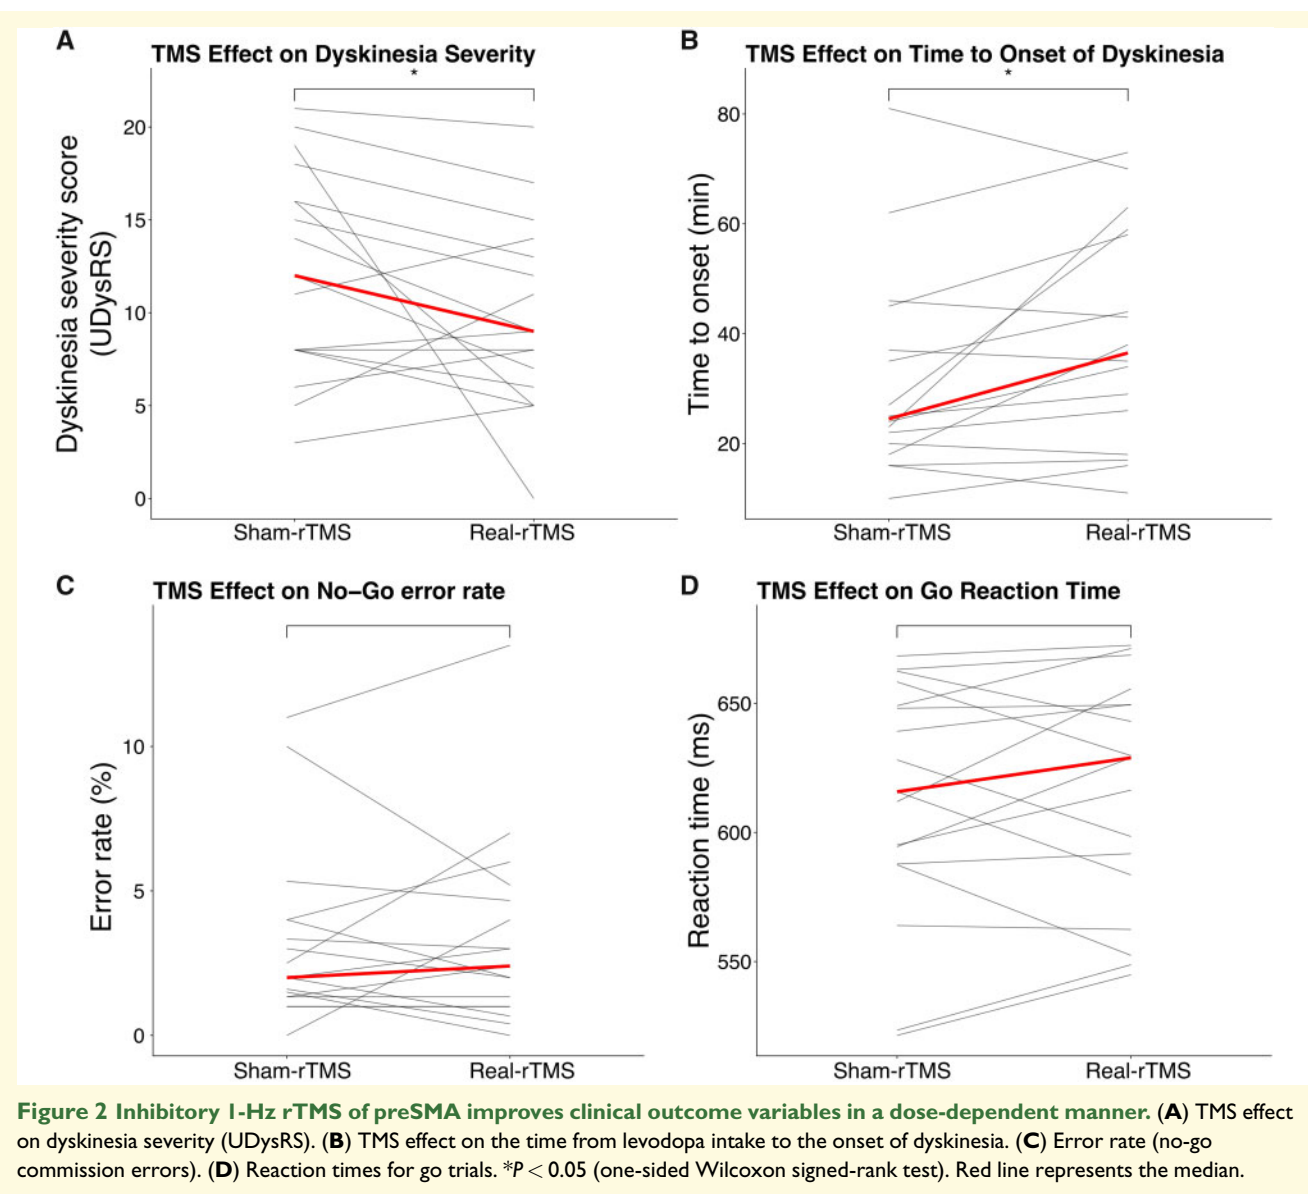 A
TMS Effect on Dyskinesia Severity
*
Dyskinesia severity score
(UDysRS)
20
15
10
5
0
Sham-rTMS
Real-rTMS
B
TMS Effect on Time to Onset of Dyskinesia
*
Time to onset (min)
80
60
40
20
Sham-rTMS
Real-rTMS
C
TMS Effect on No–Go error rate
Error rate (%)
10
5
0
Sham-rTMS
Real-rTMS
D
TMS Effect on Go Reaction Time
Reaction time (ms)
650
600
550
Sham-rTMS
Real-rTMS
Figure 2 Inhibitory 1-Hz rTMS of preSMA improves clinical outcome variables in a dose-dependent manner. (A) TMS effect
on dyskinesia severity (UDysRS). (B) TMS effect on the time from levodopa intake to the onset of dyskinesia. (C) Error rate (no-go
commission errors). (D) Reaction times for go trials. *P < 0.05 (one-sided Wilcoxon signed-rank test). Red line represents the median.